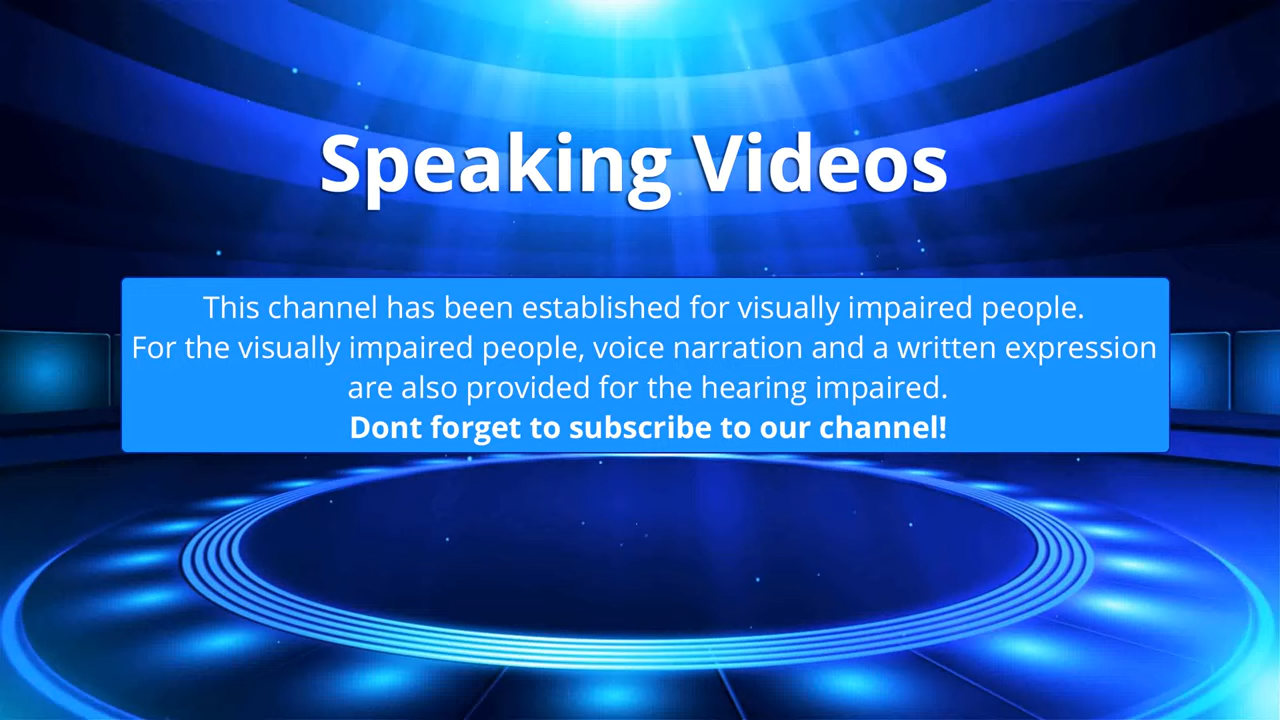 Speaking Videos
This channel has been established for visually impaired people.
For the visually impaired people, voice narration and a written expression
are also provided for the hearing impaired.
Dont forget to subscribe to our channel!